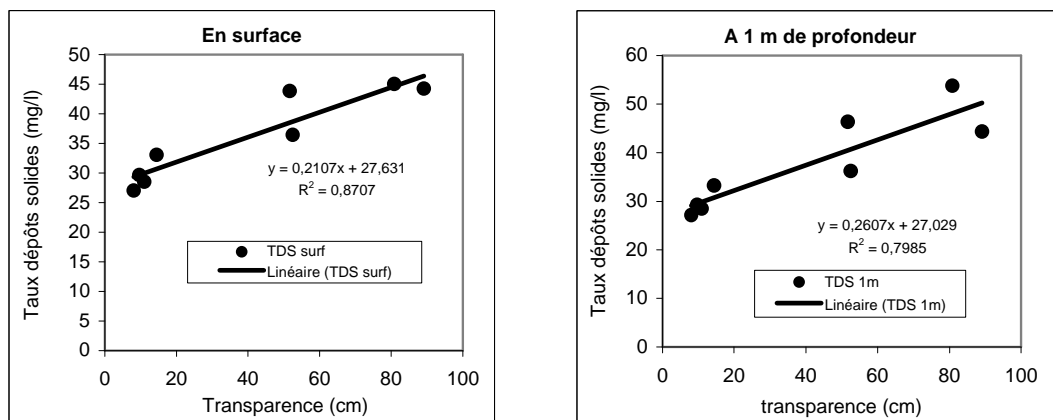 En surface
50
45
40
35
30
25
20
15
10
5
0
Taux dépôts solides (mg/l)
y = 0,2107x + 27,631
R² = 0,8707
TDS surf
Linéaire (TDS surf)
0 20 40 60 80 100
Transparence (cm)
A 1 m de profondeur
60
50
40
30
20
10
0
Taux dépôts solides (mg/l)
y = 0,2607x + 27,029
R² = 0,7985
TDS 1m
Linéaire (TDS 1m)
0 20 40 60 80 100
transparence (cm)